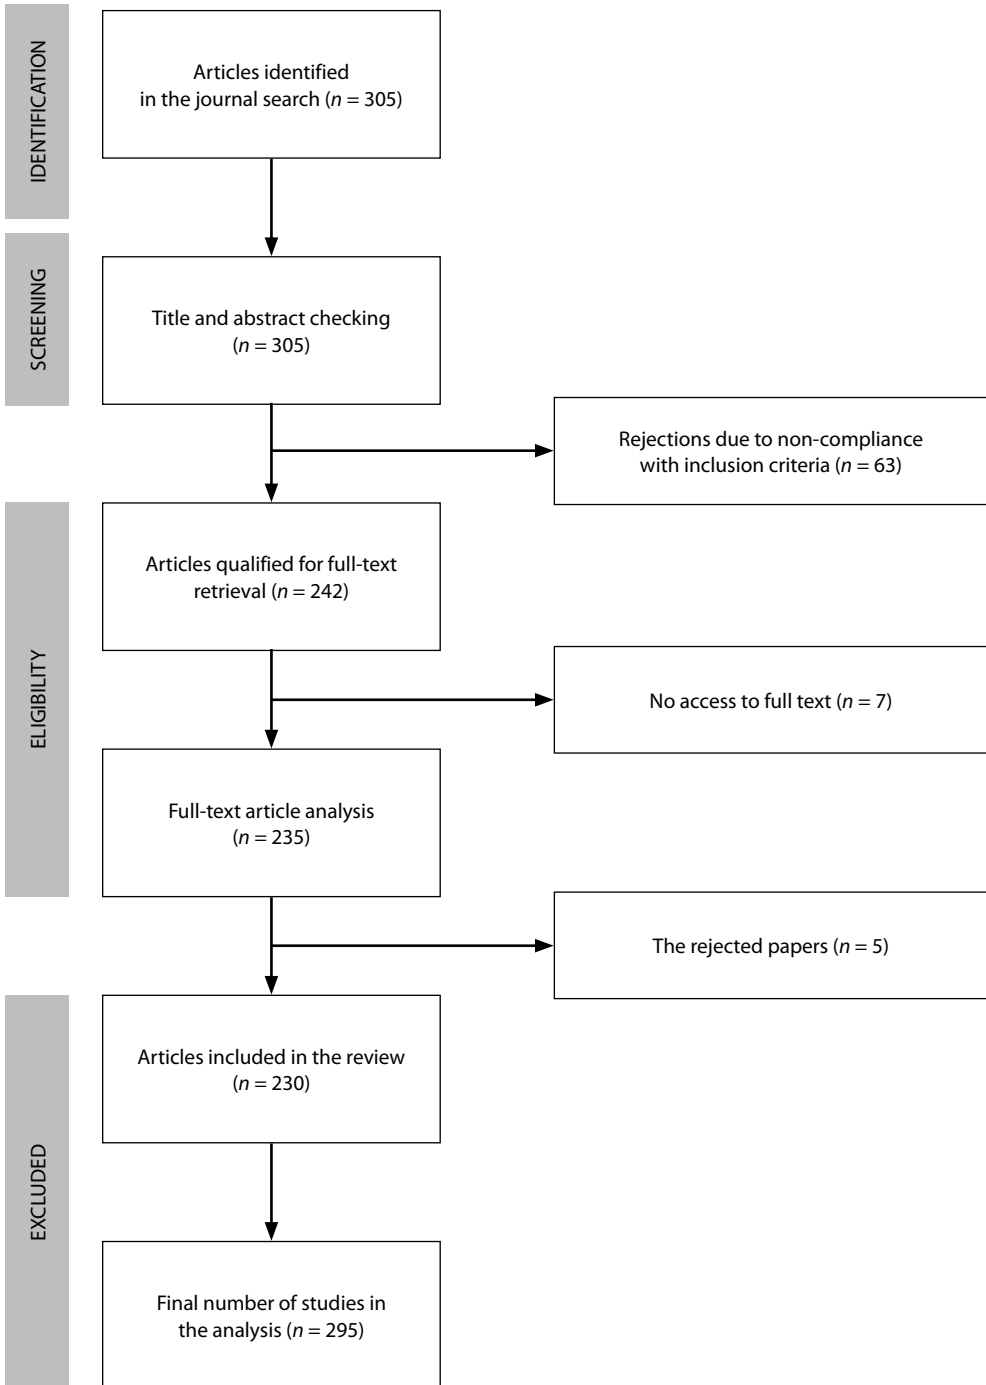 IDENTIFICATION
Articles identified
in the journal search (n = 305)
SCREENING
Title and abstract checking
(n = 305)
Rejections due to non-compliance
with inclusion criteria (n = 63)
ELIGIBILITY
Articles qualified for full-text
retrieval (n = 242)
No access to full text (n = 7)
Full-text article analysis
(n = 235)
The rejected papers (n = 5)
EXCLUDED
Articles included in the review
(n = 230)
Final number of studies in
the analysis (n = 295)